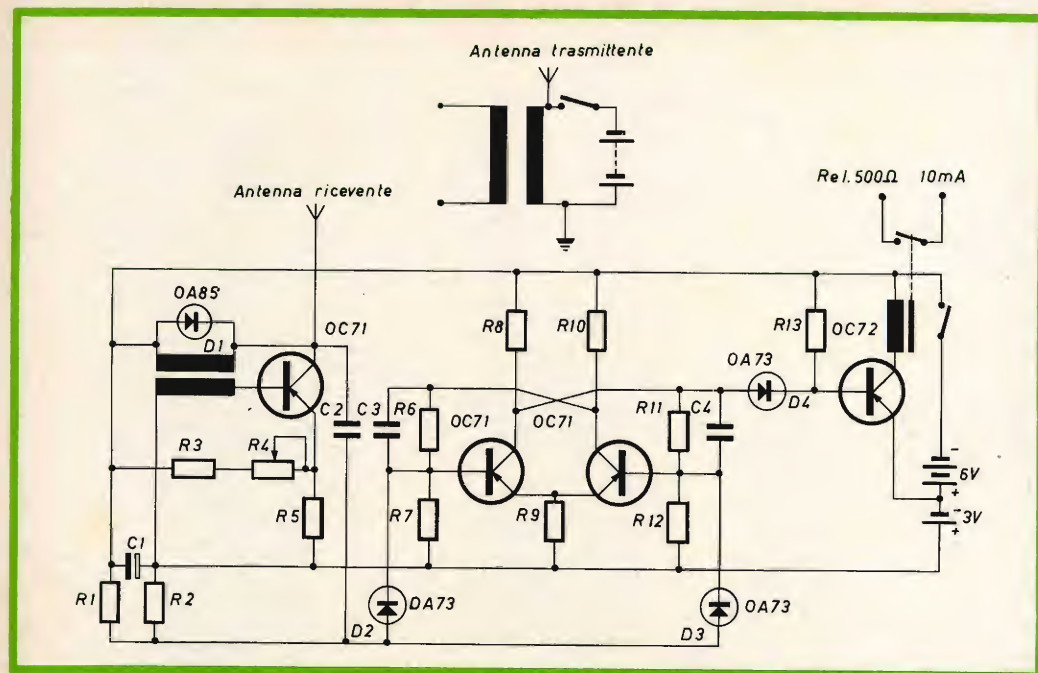 Antenna trasmittente
Rel. 500Ω 10mA
Antenna ricevente
OA85
D1
OC71
R8
R10
R13
OC72
OA73
D4
C2
C3
R6
OC71
OC71
R11
C4
R3
R4
R5
R7
R9
R12
-
6V
+
-
3V
+
C1
R1
R2
DA73
D2
OA73
D3